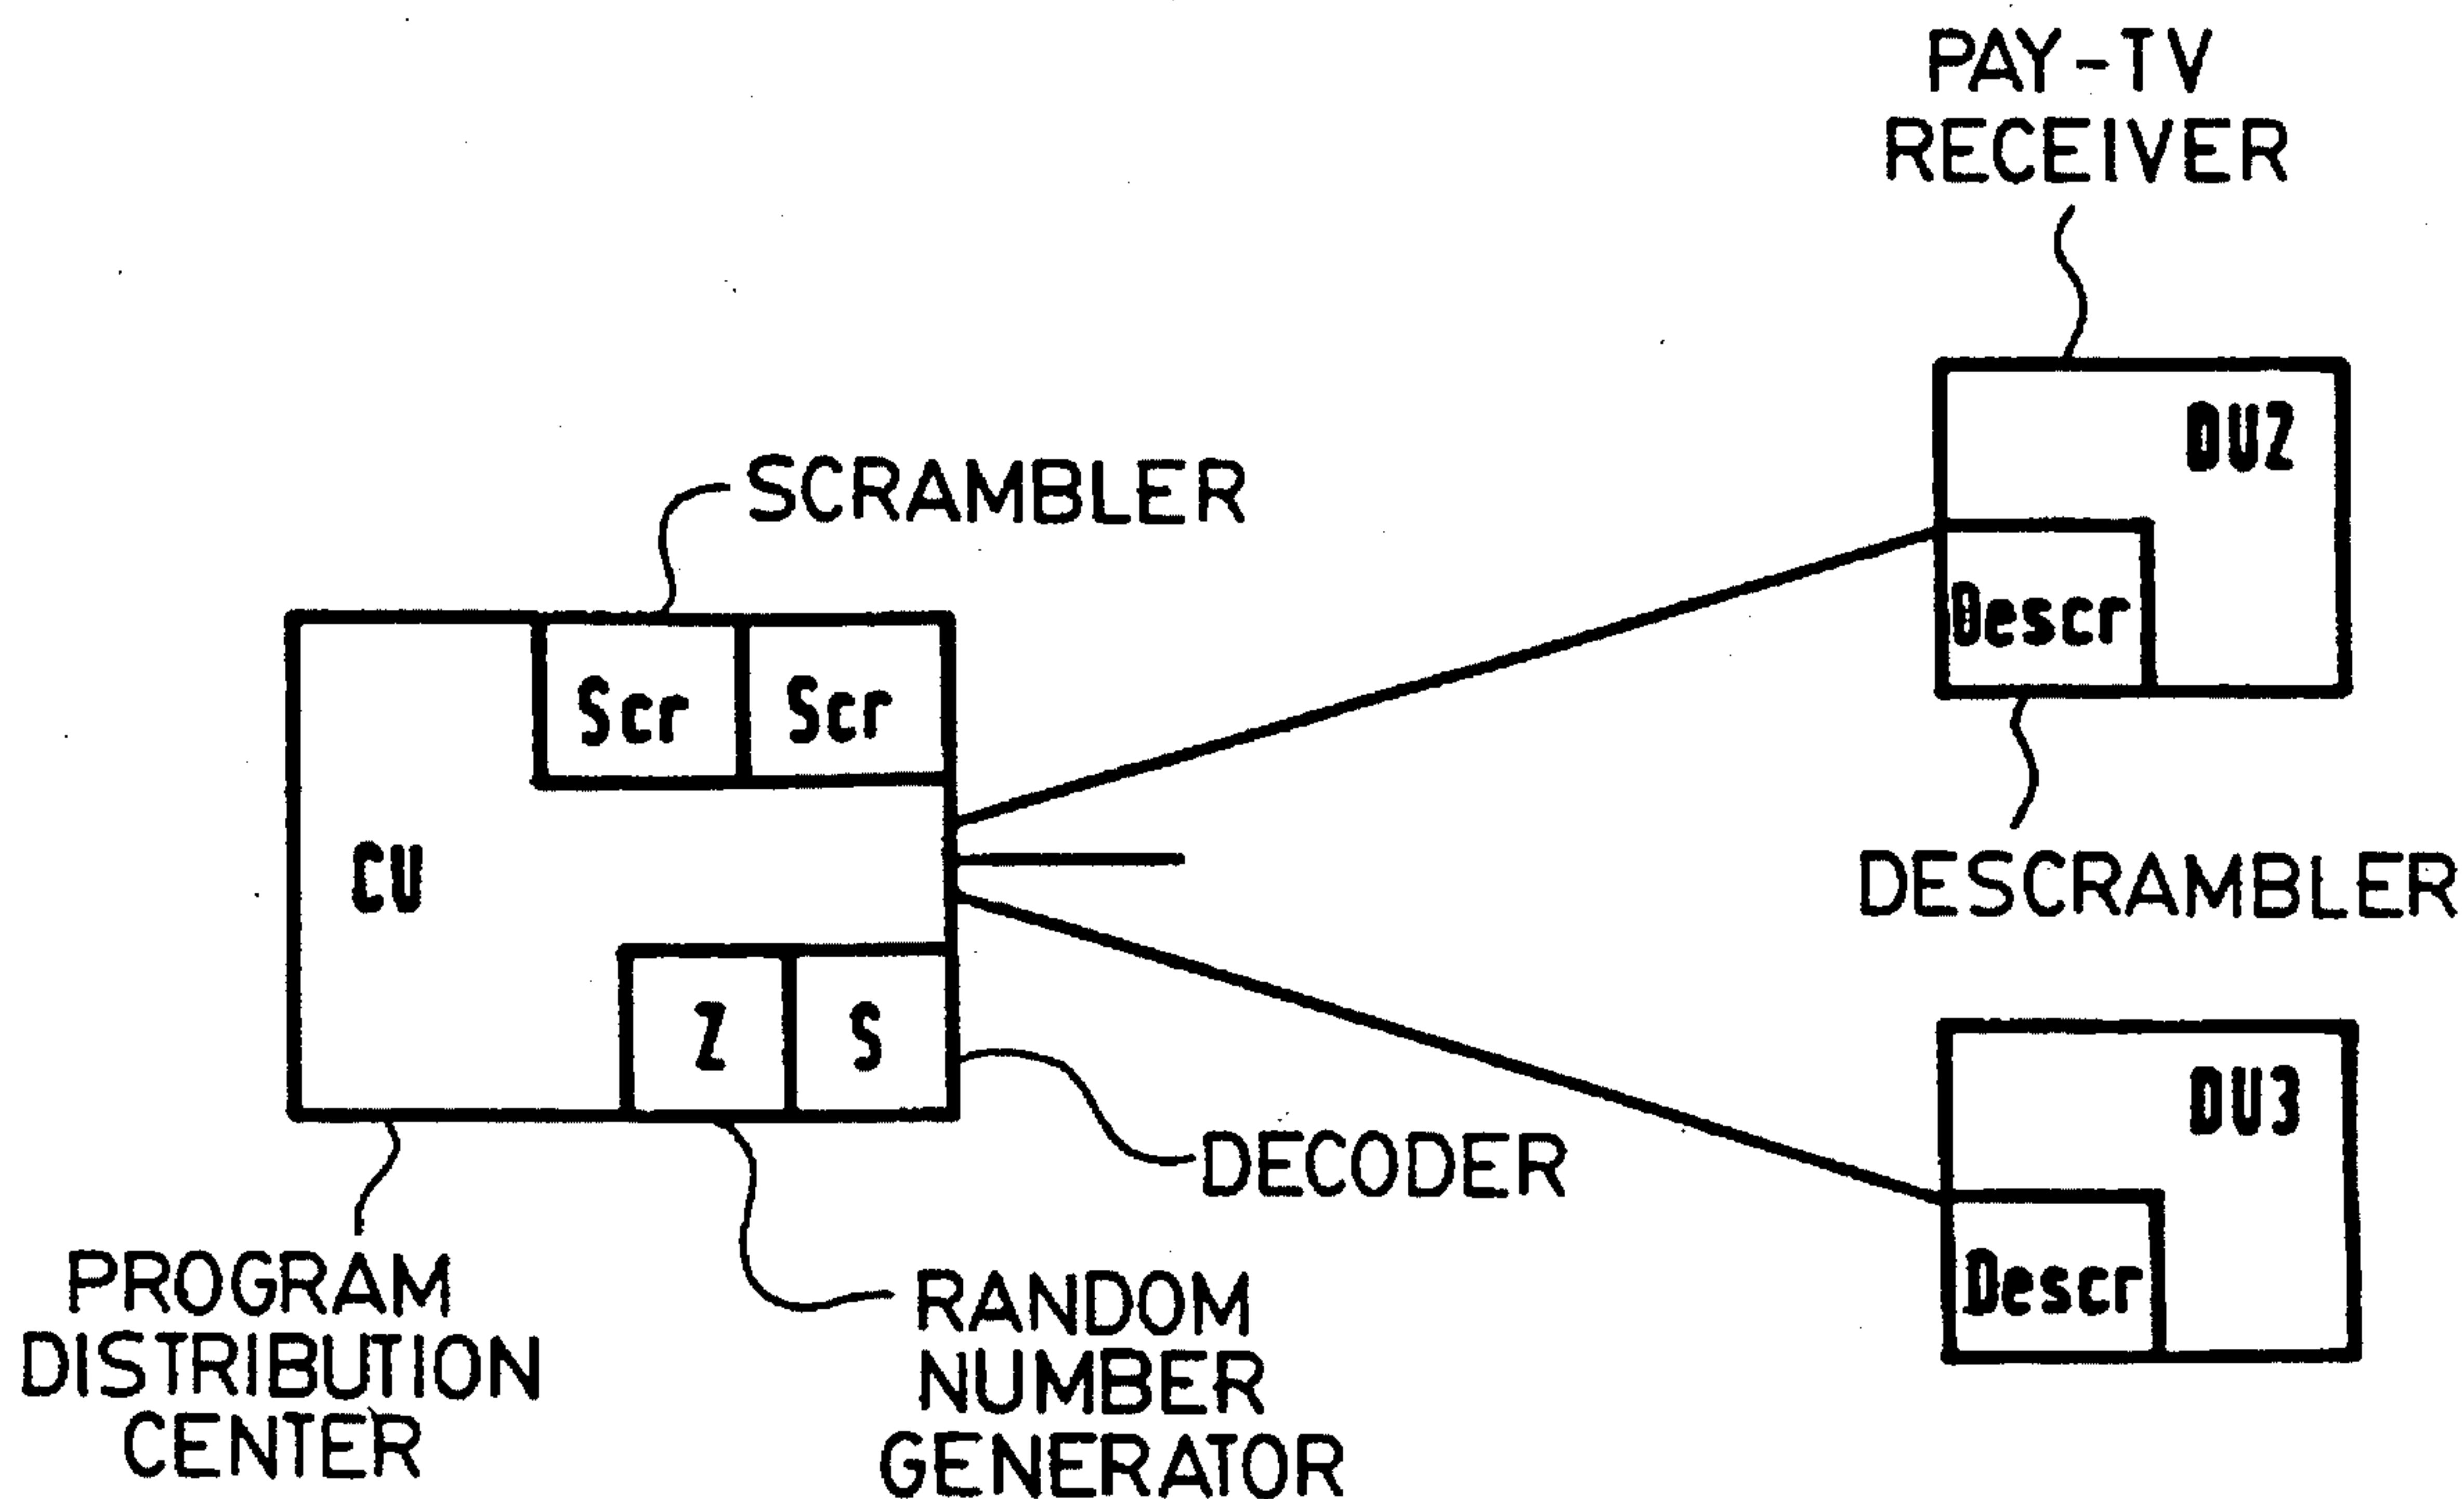 PAY-TV
RECEIVER
DU2
SCRAMBLER
Descr
Scr Scr
CU
DESCRAMBLER
Z S
DU3
DECODER
PROGRAM
DISTRIBUTION
CENTER
RANDOM
NUMBER
GENERATOR
Descr